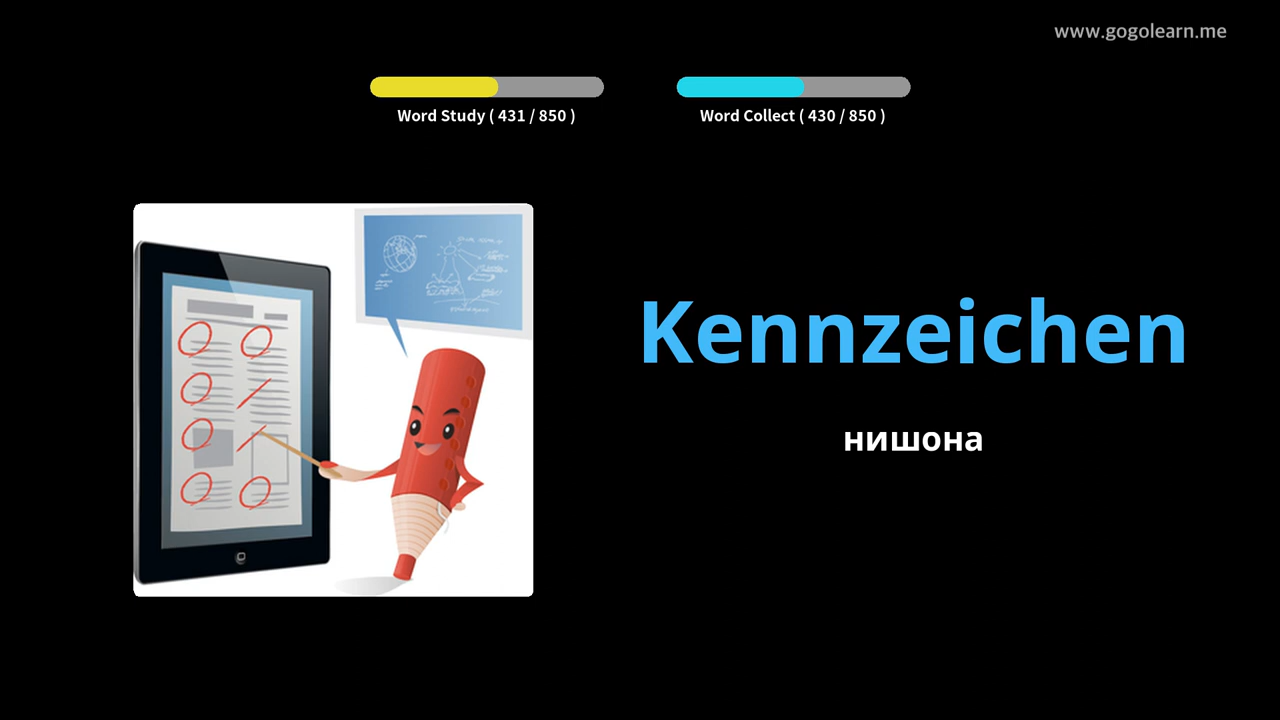 www.gogolearn.me
Word Study ( 431 / 850 )
Word Collect ( 430 / 850 )
Kennzeichen
нишона